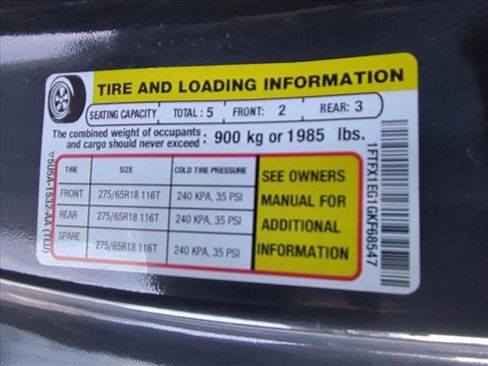 TIRE AND LOADING INFORMATION
SEATING CAPACITY TOTAL : 5 FRONT: 2 REAR: 3
The combined weight of occupants and cargo should never exceed : 900 kg or 1985 lbs.
TIRE SIZE COLD TIRE PRESSURE
FRONT 275/65R18 116T 240 KPA, 35 PSI
REAR 275/65R18 116T 240 KPA, 35 PSI
SPARE 275/65R18 116T 240 KPA, 35 PSI
SEE OWNERS
MANUAL FOR
ADDITIONAL
INFORMATION
1FTFX1EG1GKF68547